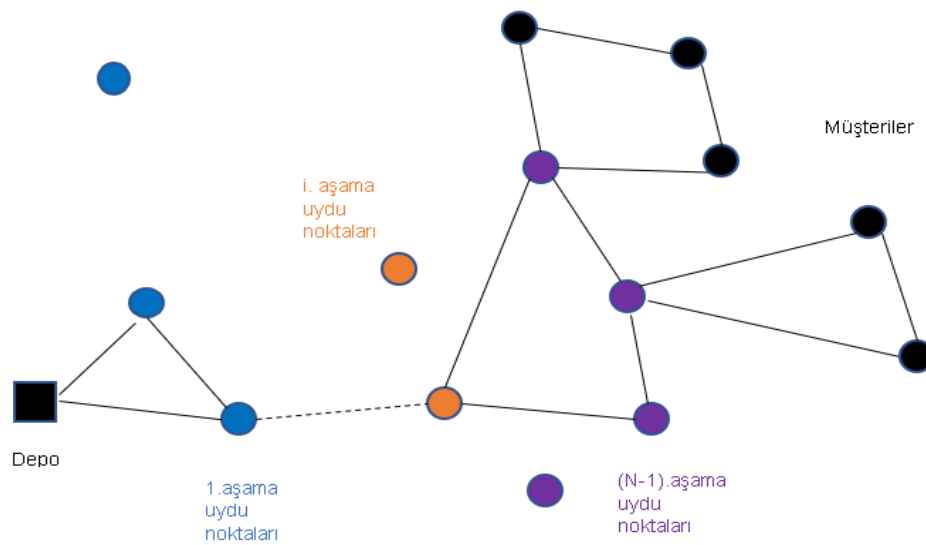 Müşteriler
i. aşama
uydu
noktaları
Depo
1.aşama
uydu
noktaları
(N-1).aşama
uydu
noktaları